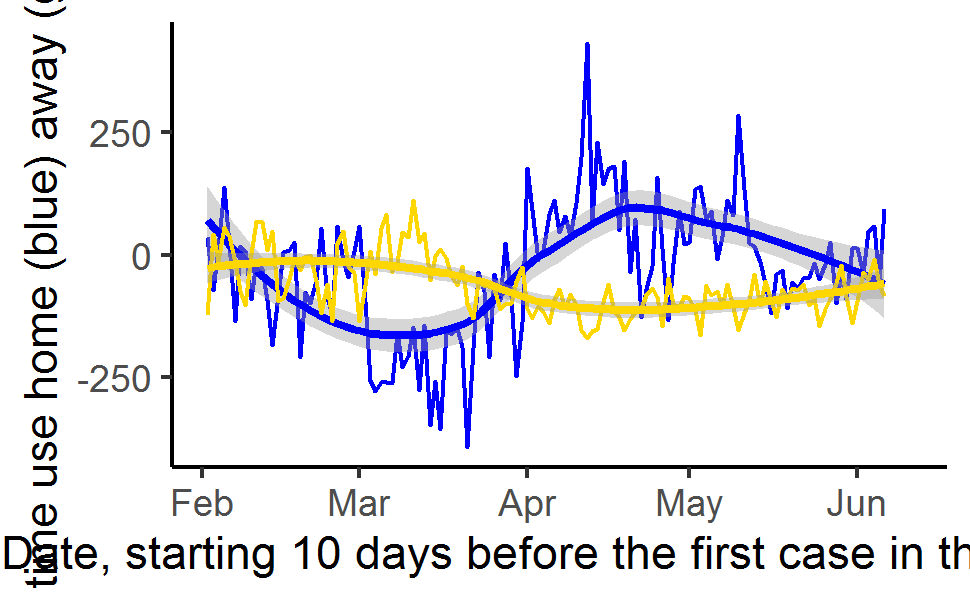 time use home (blue) away (
250
0
-250
Feb Mar Apr May Jun
Date, starting 10 days before the first case in th